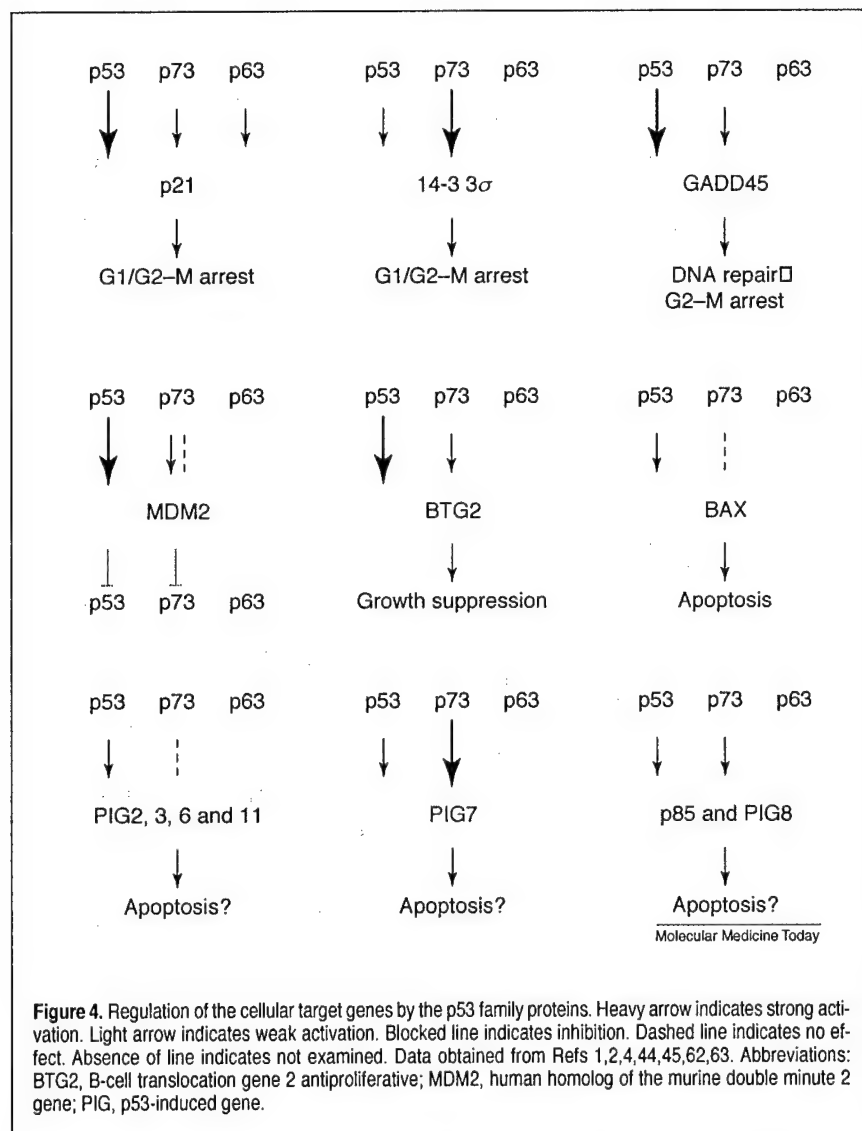 p53 p73 p63 p53 p73 p63 p53 p73 p63
p21 14-3 3σ GADD45
G1/G2–M arrest G1/G2–M arrest DNA repair□
G2–M arrest
p53 p73 p63 p53 p73 p63 p53 p73 p63
MDM2 BTG2 BAX
p53 p73 p63 Growth suppression Apoptosis
p53 p73 p63 p53 p73 p63 p53 p73 p63
PIG2, 3, 6 and 11 PIG7 p85 and PIG8
Apoptosis? Apoptosis? Apoptosis?
Molecular Medicine Today
Figure 4. Regulation of the cellular target genes by the p53 family proteins. Heavy arrow indicates strong acti-
vation. Light arrow indicates weak activation. Blocked line indicates inhibition. Dashed line indicates no ef-
fect. Absence of line indicates not examined. Data obtained from Refs 1,2,4,44,45,62,63. Abbreviations:
BTG2, B-cell translocation gene 2 antiproliferative; MDM2, human homolog of the murine double minute 2
gene; PIG, p53-induced gene.